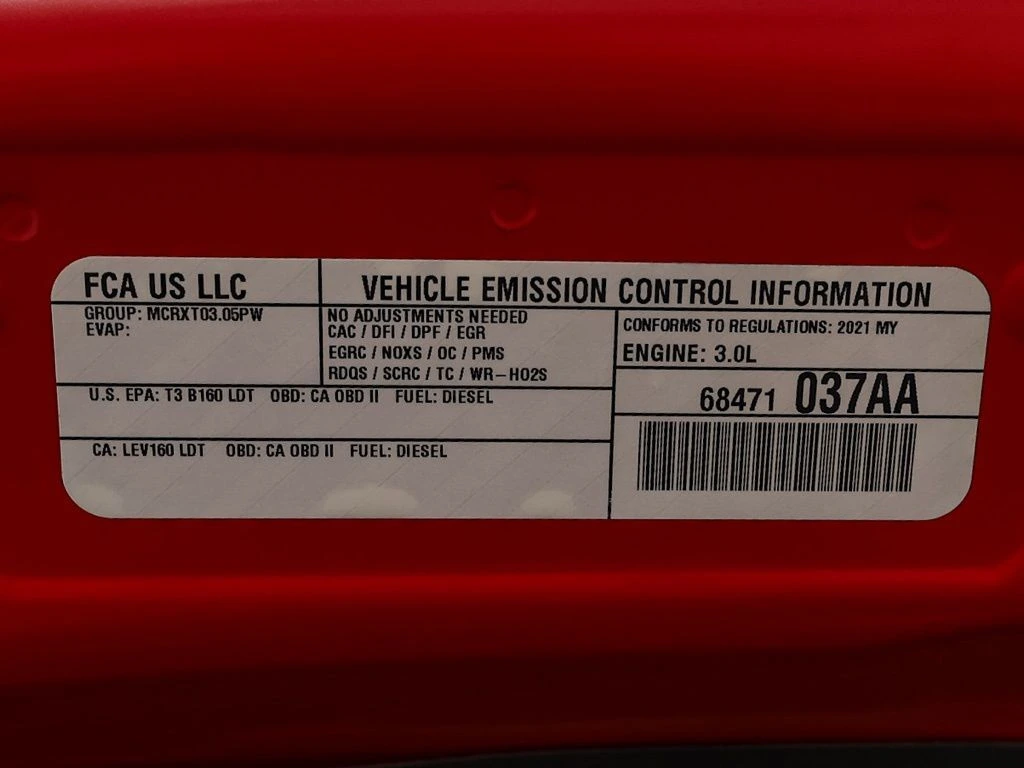 FCA US LLC
VEHICLE EMISSION CONTROL INFORMATION
GROUP: MCRXT03.05PW
EVAP:
NO ADJUSTMENTS NEEDED
CAC / DFI / DPF / EGR
EGRC / NOXS / OC / PMS
RDQS / SCRC / TC / WR-HO2S
CONFORMS TO REGULATIONS: 2021 MY
ENGINE: 3.0L
68471 037AA
U.S. EPA: T3 B160 LDT OBD: CA OBD II FUEL: DIESEL
CA: LEV160 LDT OBD: CA OBD II FUEL: DIESEL